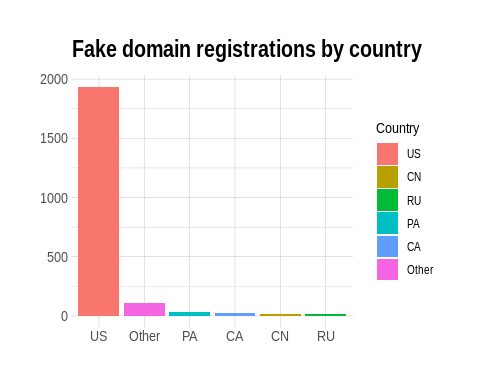 Fake domain registrations by country
2000
1500
1000
500
0
US Other PA CA CN RU
Country
US
CN
RU
PA
CA
Other